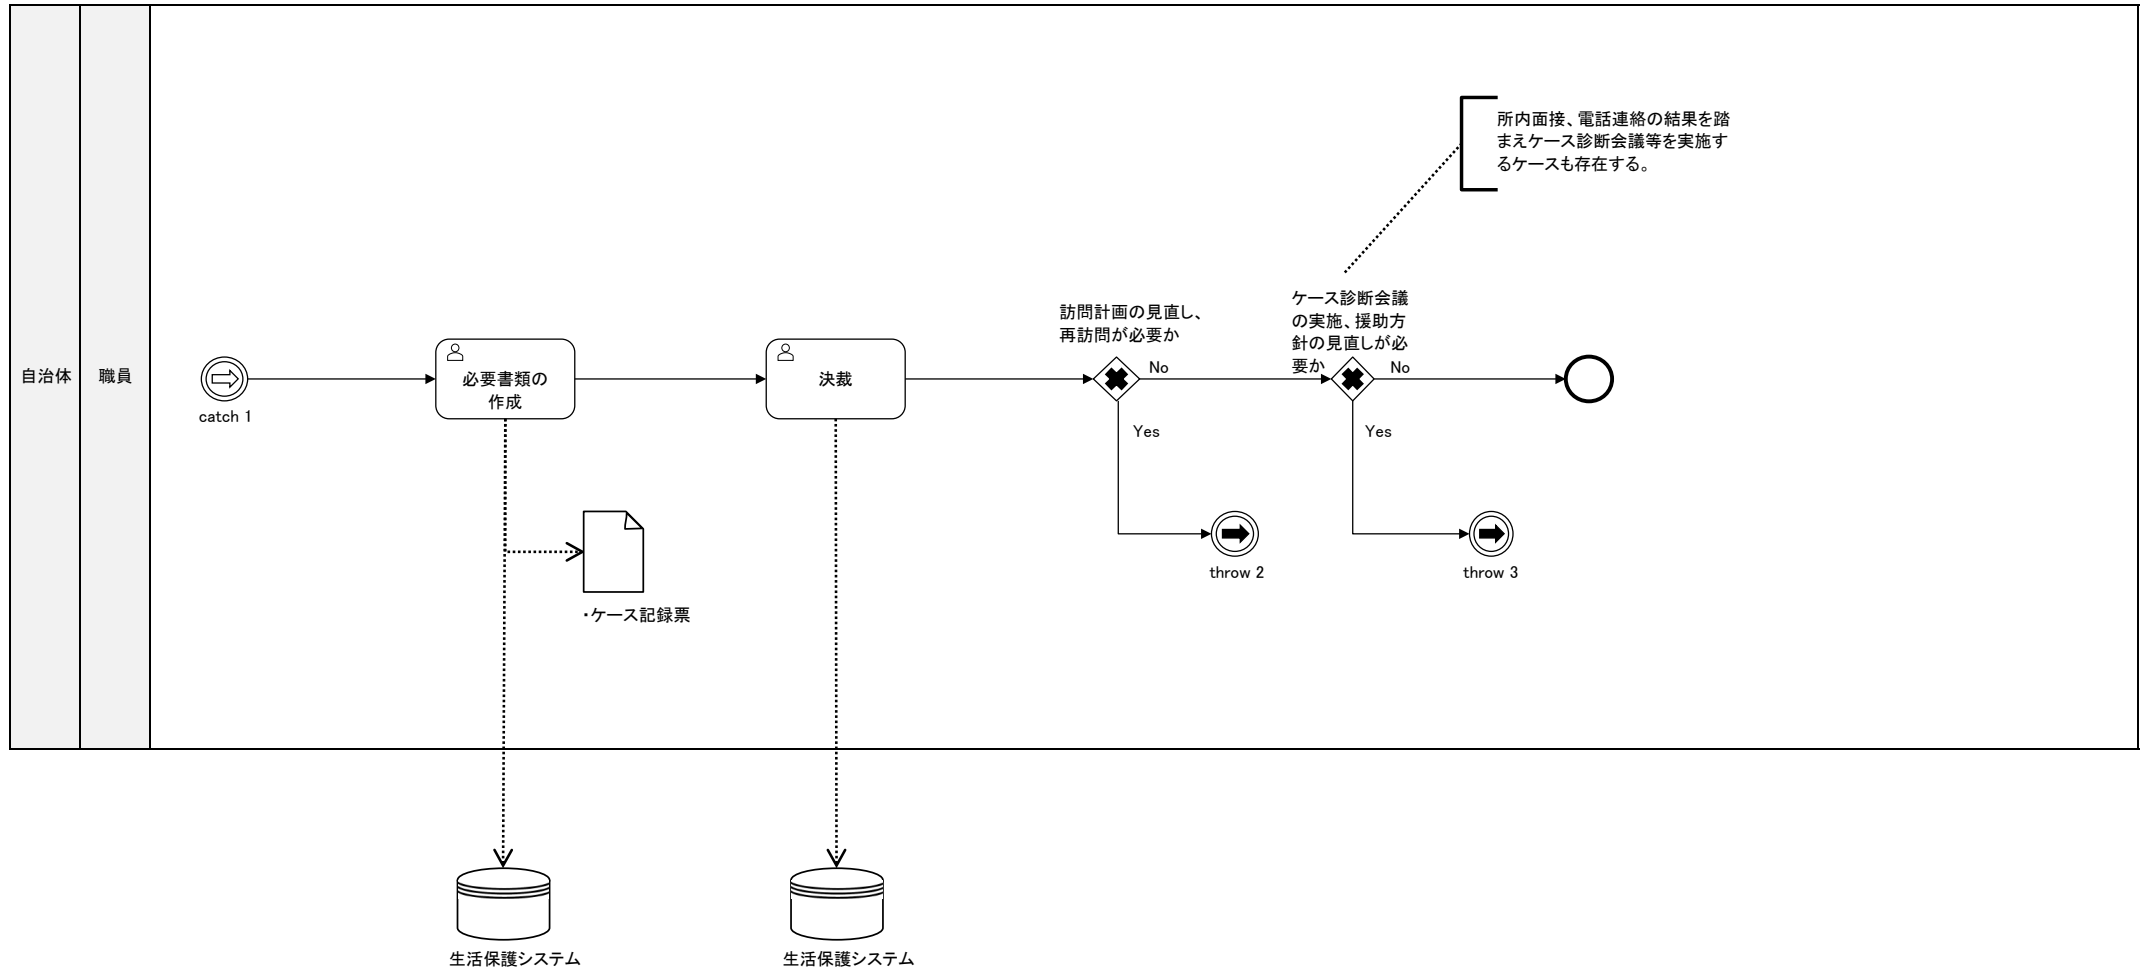 自治体
職員
所内面接、電話連絡の結果を踏
まえケース診断会議等を実施す
るケースも存在する。
訪問計画の見直し、
再訪問が必要か
ケース診断会議
の実施、援助方
針の見直しが必
要か
catch 1
必要書類の
作成
決裁
No
No
Yes
Yes
throw 2
throw 3
・ケース記録票
生活保護システム
生活保護システム